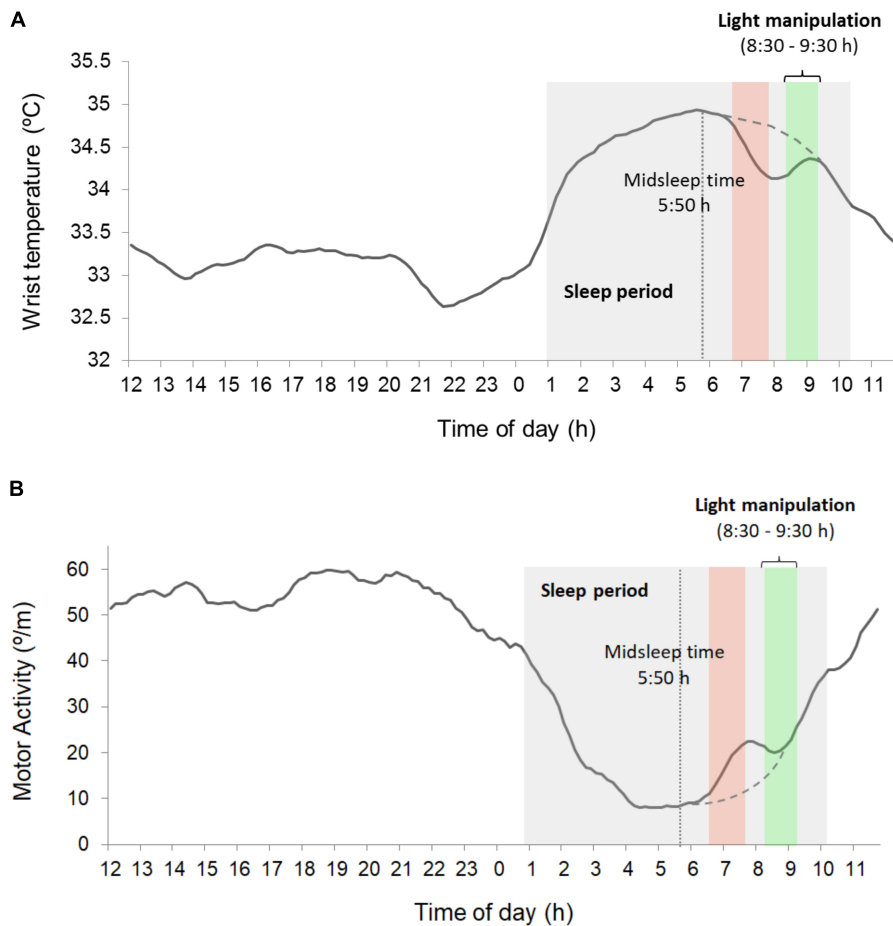 A
Light manipulation
(8:30 - 9:30 h)
35.5
35
34.5
34
33.5
33
32.5
32
Wrist temperature (ºC)
Midsleep time
5:50 h
Sleep period
12 13 14 15 16 17 18 19 20 21 22 23 0 1 2 3 4 5 6 7 8 9 10 11
Time of day (h)
B
Light manipulation
(8:30 - 9:30 h)
60
50
40
30
20
10
0
Motor Activity (º/m)
Sleep period
Midsleep time
5:50 h
12 13 14 15 16 17 18 19 20 21 22 23 0 1 2 3 4 5 6 7 8 9 10 11
Time of day (h)